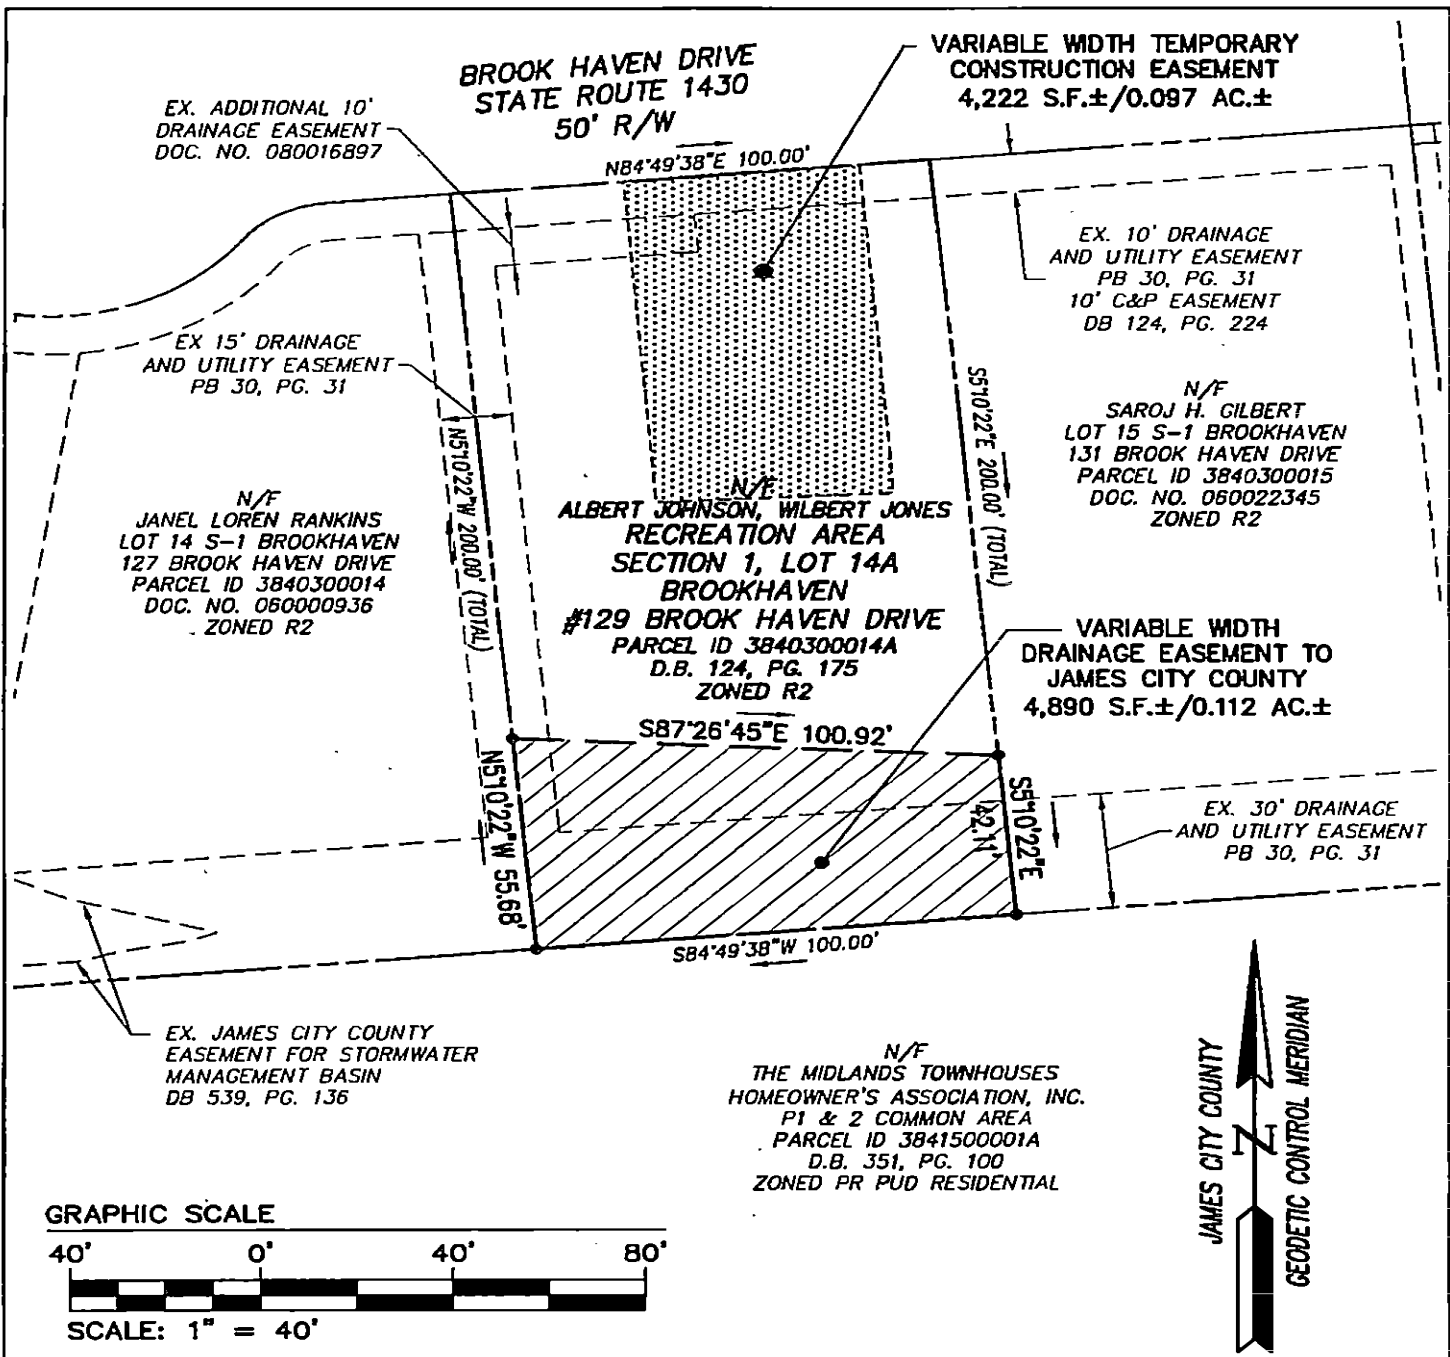 BROOK HAVEN DRIVE
STATE ROUTE 1430
50' R/W
VARIABLE WIDTH TEMPORARY
CONSTRUCTION EASEMENT
4,222 S.F.±/0.097 AC.±
EX. ADDITIONAL 10'
DRAINAGE EASEMENT
DOC. NO. 080016897
N84°49'38"E 100.00'
EX. 10' DRAINAGE
AND UTILITY EASEMENT
PB 30, PG. 31
10' C&P EASEMENT
DB 124, PG. 224
EX 15' DRAINAGE
AND UTILITY EASEMENT
PB 30, PG. 31
N5°10'22"W 200.00' (TOTAL)
S5°10'22"E 200.00' (TOTAL)
N/F
SAROJ H. GILBERT
LOT 15 S-1 BROOKHAVEN
131 BROOK HAVEN DRIVE
PARCEL ID 3840300015
DOC. NO. 060022345
ZONED R2
N/F
JANEL LOREN RANKINS
LOT 14 S-1 BROOKHAVEN
127 BROOK HAVEN DRIVE
PARCEL ID 3840300014
DOC. NO. 060000936
ZONED R2
N/F
ALBERT JOHNSON, WILBERT JONES
RECREATION AREA
SECTION 1, LOT 14A
BROOKHAVEN
#129 BROOK HAVEN DRIVE
PARCEL ID 3840300014A
D.B. 124, PG. 175
ZONED R2
VARIABLE WIDTH
DRAINAGE EASEMENT TO
JAMES CITY COUNTY
4,890 S.F.±/0.112 AC.±
S87°26'45"E 100.92'
N5°10'22"W 55.68'
S5°10'22"E
42.11'
EX. 30' DRAINAGE
AND UTILITY EASEMENT
PB 30, PG. 31
S84°49'38"W 100.00'
EX. JAMES CITY COUNTY
EASEMENT FOR STORMWATER
MANAGEMENT BASIN
DB 539, PG. 136
N/F
THE MIDLANDS TOWNHOUSES
HOMEOWNER'S ASSOCIATION, INC.
P1 & 2 COMMON AREA
PARCEL ID 3841500001A
D.B. 351, PG. 100
ZONED PR PUD RESIDENTIAL
JAMES CITY COUNTY
N
GEODETIC CONTROL MERIDIAN
GRAPHIC SCALE
40' 0' 40' 80'
SCALE: 1" = 40'